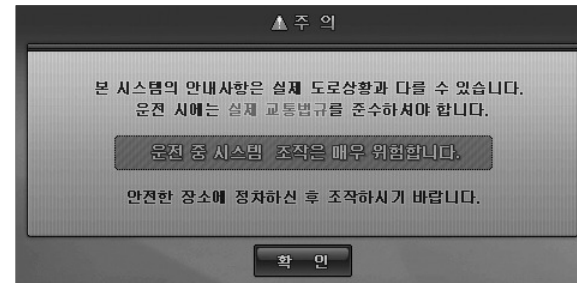 주 의
본 시스템의 안내사항은 실제 도로상황과 다를 수 있습니다.
운전 시에는 실제 교통법규를 준수하셔야 합니다.
운전 중 시스템 조작은 매우 위험합니다.
안전한 장소에 정차하신 후 조작하시기 바랍니다.
확 인